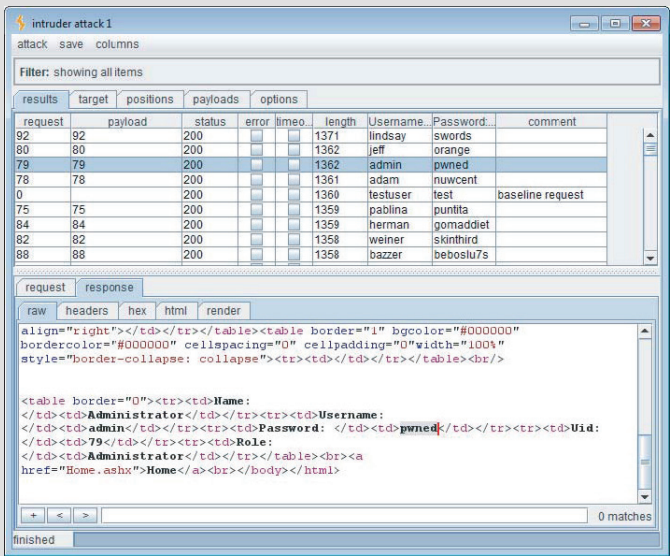 intruder attack 1
attack save columns
Filter: showing all items
results target positions payloads options
request payload status error timeo... length Username... Password:... comment
92 92 200 1371 lindsay swords
80 80 200 1362 jeff orange
79 79 200 1362 admin pwned
78 78 200 1361 adam nuwcent
0 200 1360 testuser test baseline request
75 75 200 1359 pablina puntita
84 84 200 1359 herman gomaddiet
82 82 200 1358 weiner skinthird
88 88 200 1358 bazzer beboslu7s
request response
raw headers hex html render
align="right"></td></tr></table><table border="1" bgcolor="#000000"
bordercolor="#000000" cellspacing="0" cellpadding="0"width="100%"
style="border-collapse: collapse"><tr><td></td></tr></table><br/>
<table border="0"><tr><td>Name:
</td><td>Administrator</td></tr><tr><td>Username:
</td><td>admin</td></tr><tr><td>Password: </td><td>pwned</td></tr><tr><td>Uid:
</td><td>79</td></tr><tr><td>Role:
</td><td>Administrator</td></tr></table><br><a
href="Home.ashx">Home</a><br></body></html>
+ < > 0 matches
finished